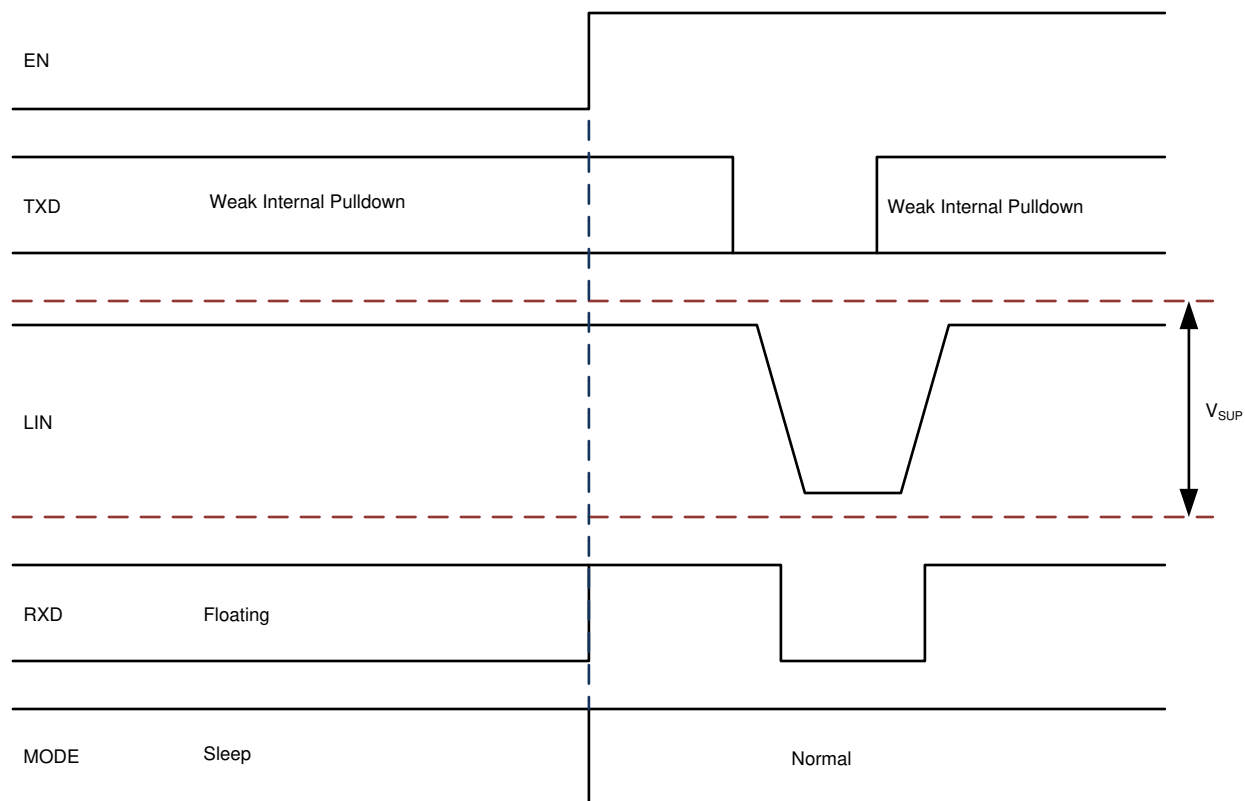 EN
TXD
Weak Internal Pulldown
Weak Internal Pulldown
LIN
VSUP
RXD
Floating
MODE
Sleep
Normal